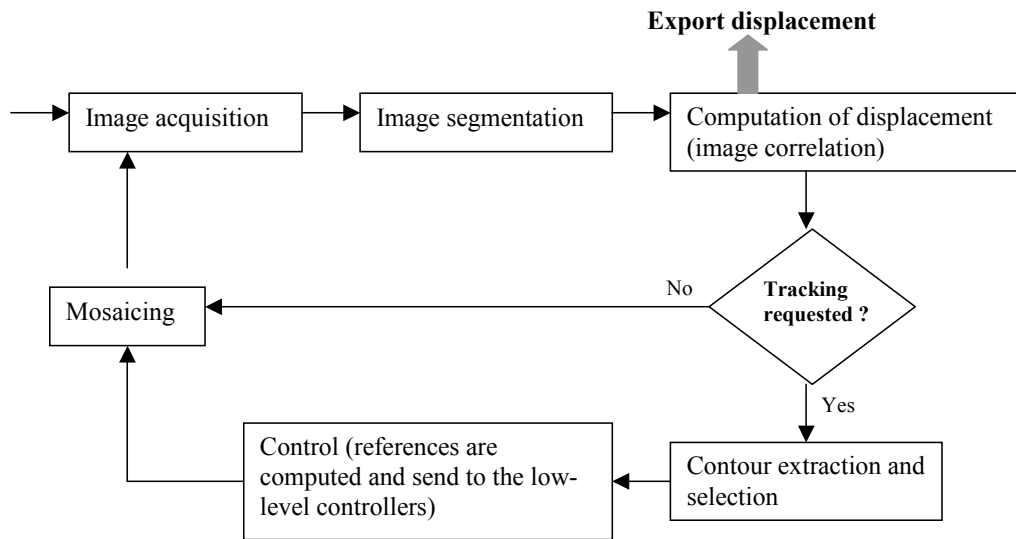 Export displacement
Image acquisition
Image segmentation
Computation of displacement
(image correlation)
No
Tracking
requested ?
Mosaicing
Yes
Control (references are
computed and send to the low-
level controllers)
Contour extraction and
selection